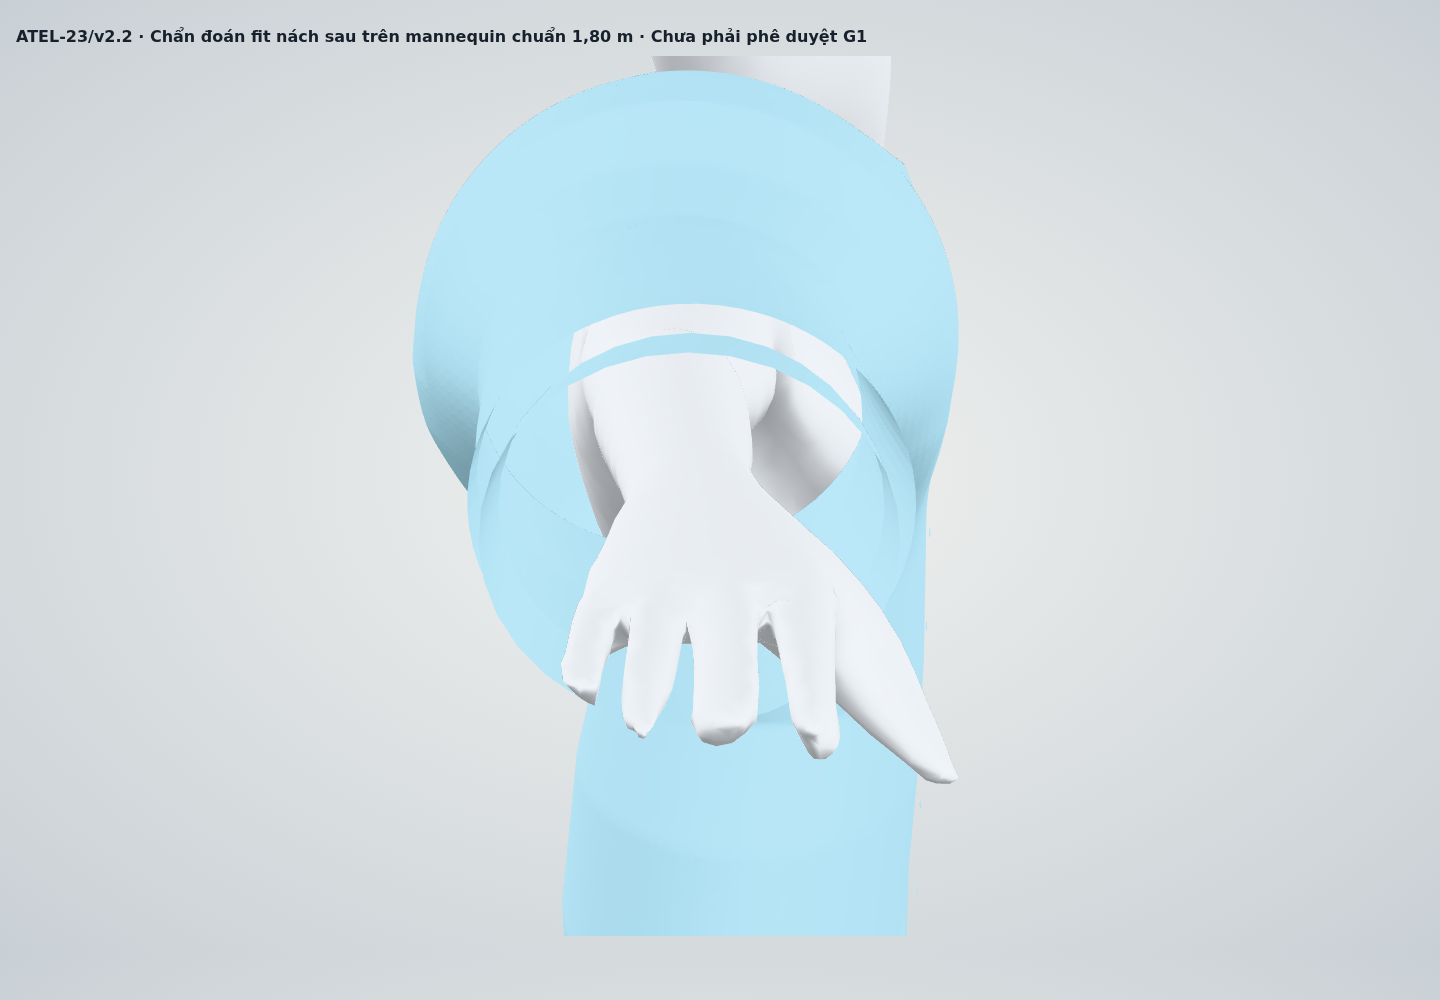 ATEL-23/v2.2 · Chẩn đoán fit nách sau trên mannequin chuẩn 1,80 m · Chưa phải phê duyệt G1